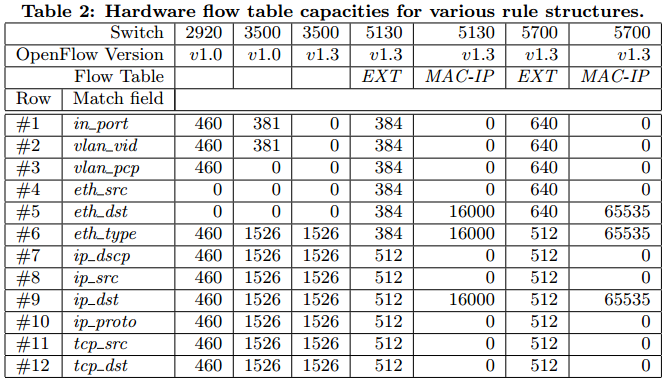 Table 2: Hardware flow table capacities for various rule structures.
Switch 2920 3500 3500 5130 5130 5700 5700
OpenFlow Version v1.0 v1.0 v1.3 v1.3 v1.3 v1.3 v1.3
Flow Table EXT MAC-IP EXT MAC-IP
Row Match field
#1 in_port 460 381 0 384 0 640 0
#2 vlan_vid 460 381 0 384 0 640 0
#3 vlan_pcp 460 0 0 384 0 640 0
#4 eth_src 0 0 0 384 0 640 0
#5 eth_dst 0 0 0 384 16000 640 65535
#6 eth_type 460 1526 1526 384 16000 512 65535
#7 ip_dscp 460 1526 1526 512 0 512 0
#8 ip_src 460 1526 1526 512 0 512 0
#9 ip_dst 460 1526 1526 512 16000 512 65535
#10 ip_proto 460 1526 1526 512 0 512 0
#11 tcp_src 460 1526 1526 512 0 512 0
#12 tcp_dst 460 1526 1526 512 0 512 0